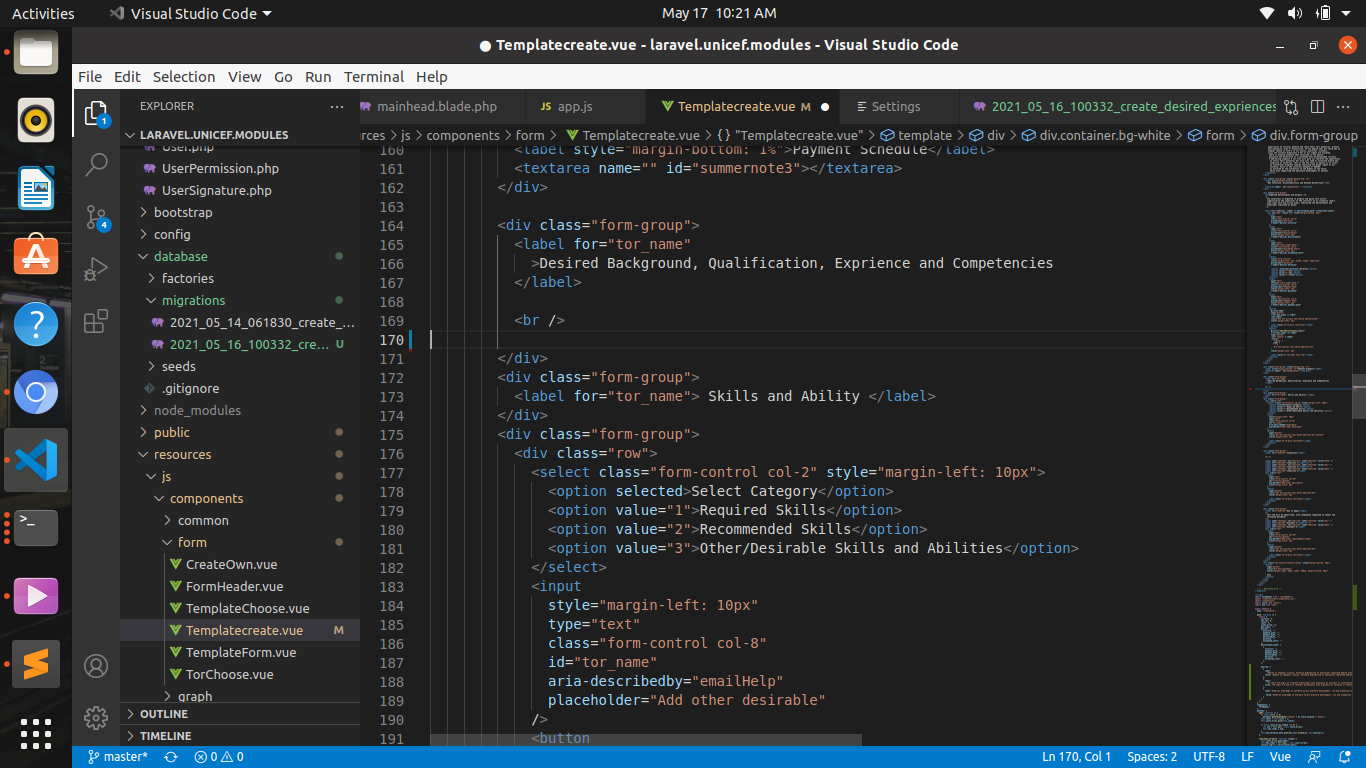 Activities
Visual Studio Code
May 17 10:21 AM
Templatecreate.vue - laravel.unicef.modules - Visual Studio Code
File Edit Selection View Go Run Terminal Help
EXPLORER
mainhead.blade.php
JS app.js
Templatecreate.vue M
Settings
2021_05_16_100332_create_desired_expriences
urces > js > components > form > Templatecreate.vue > {} "Templatecreate.vue" > template > div > div.container.bg-white > form > div.form-group
LARAVEL.UNICEF.MODULES
User.php
UserPermission.php
UserSignature.php
bootstrap
config
database
factories
migrations
2021_05_14_061830_create_...
2021_05_16_100332_cre... U
seeds
.gitignore
node_modules
public
resources
js
components
common
form
CreateOwn.vue
FormHeader.vue
TemplateChoose.vue
Templatecreate.vue M
TemplateForm.vue
TorChoose.vue
graph
OUTLINE
TIMELINE
1
4
160 <label style="margin-bottom: 1%">Payment Schedule</label>
161 <textarea name="" id="summernote3"></textarea>
162 </div>
163
164 <div class="form-group">
165 <label for="tor_name"
166 >Desired Background, Qualification, Exprience and Competencies
167 </label>
168
169 <br />
170
171 </div>
172 <div class="form-group">
173 <label for="tor_name"> Skills and Ability </label>
174 </div>
175 <div class="form-group">
176 <div class="row">
177 <select class="form-control col-2" style="margin-left: 10px">
178 <option selected>Select Category</option>
179 <option value="1">Required Skills</option>
180 <option value="2">Recommended Skills</option>
181 <option value="3">Other/Desirable Skills and Abilities</option>
182 </select>
183 <input
184 style="margin-left: 10px"
185 type="text"
186 class="form-control col-8"
187 id="tor_name"
188 aria-describedby="emailHelp"
189 placeholder="Add other desirable"
190 />
191 <button
master*
0 0
Ln 170, Col 1
Spaces: 2
UTF-8
LF
Vue